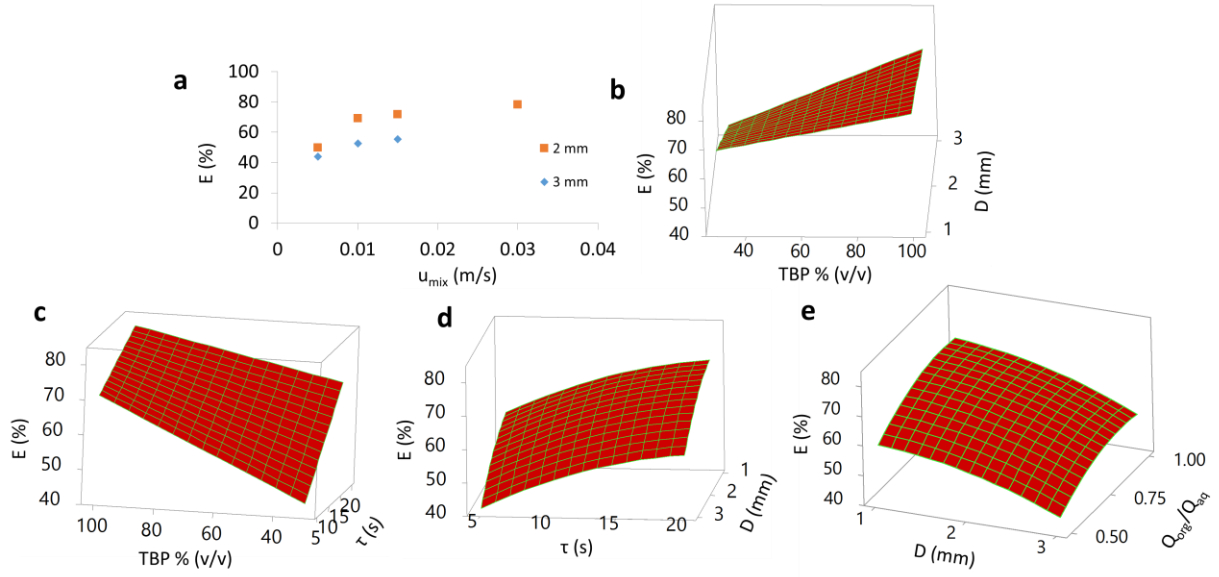 a
100
80
60
40
20
0
E (%)
0
0.01
0.02
0.03
0.04
u_mix (m/s)
2 mm
3 mm
b
80
70
60
50
40
E (%)
40
60
80
100
TBP % (v/v)
3
2
1
D (mm)
c
80
70
60
50
40
E (%)
100
80
60
40
TBP % (v/v)
5
10
15
20
τ (s)
d
80
70
60
50
40
E (%)
5
10
15
20
τ (s)
1
2
3
D (mm)
e
80
70
60
50
40
E (%)
1
2
3
D (mm)
0.50
0.75
1.00
Q_org/Q_aq